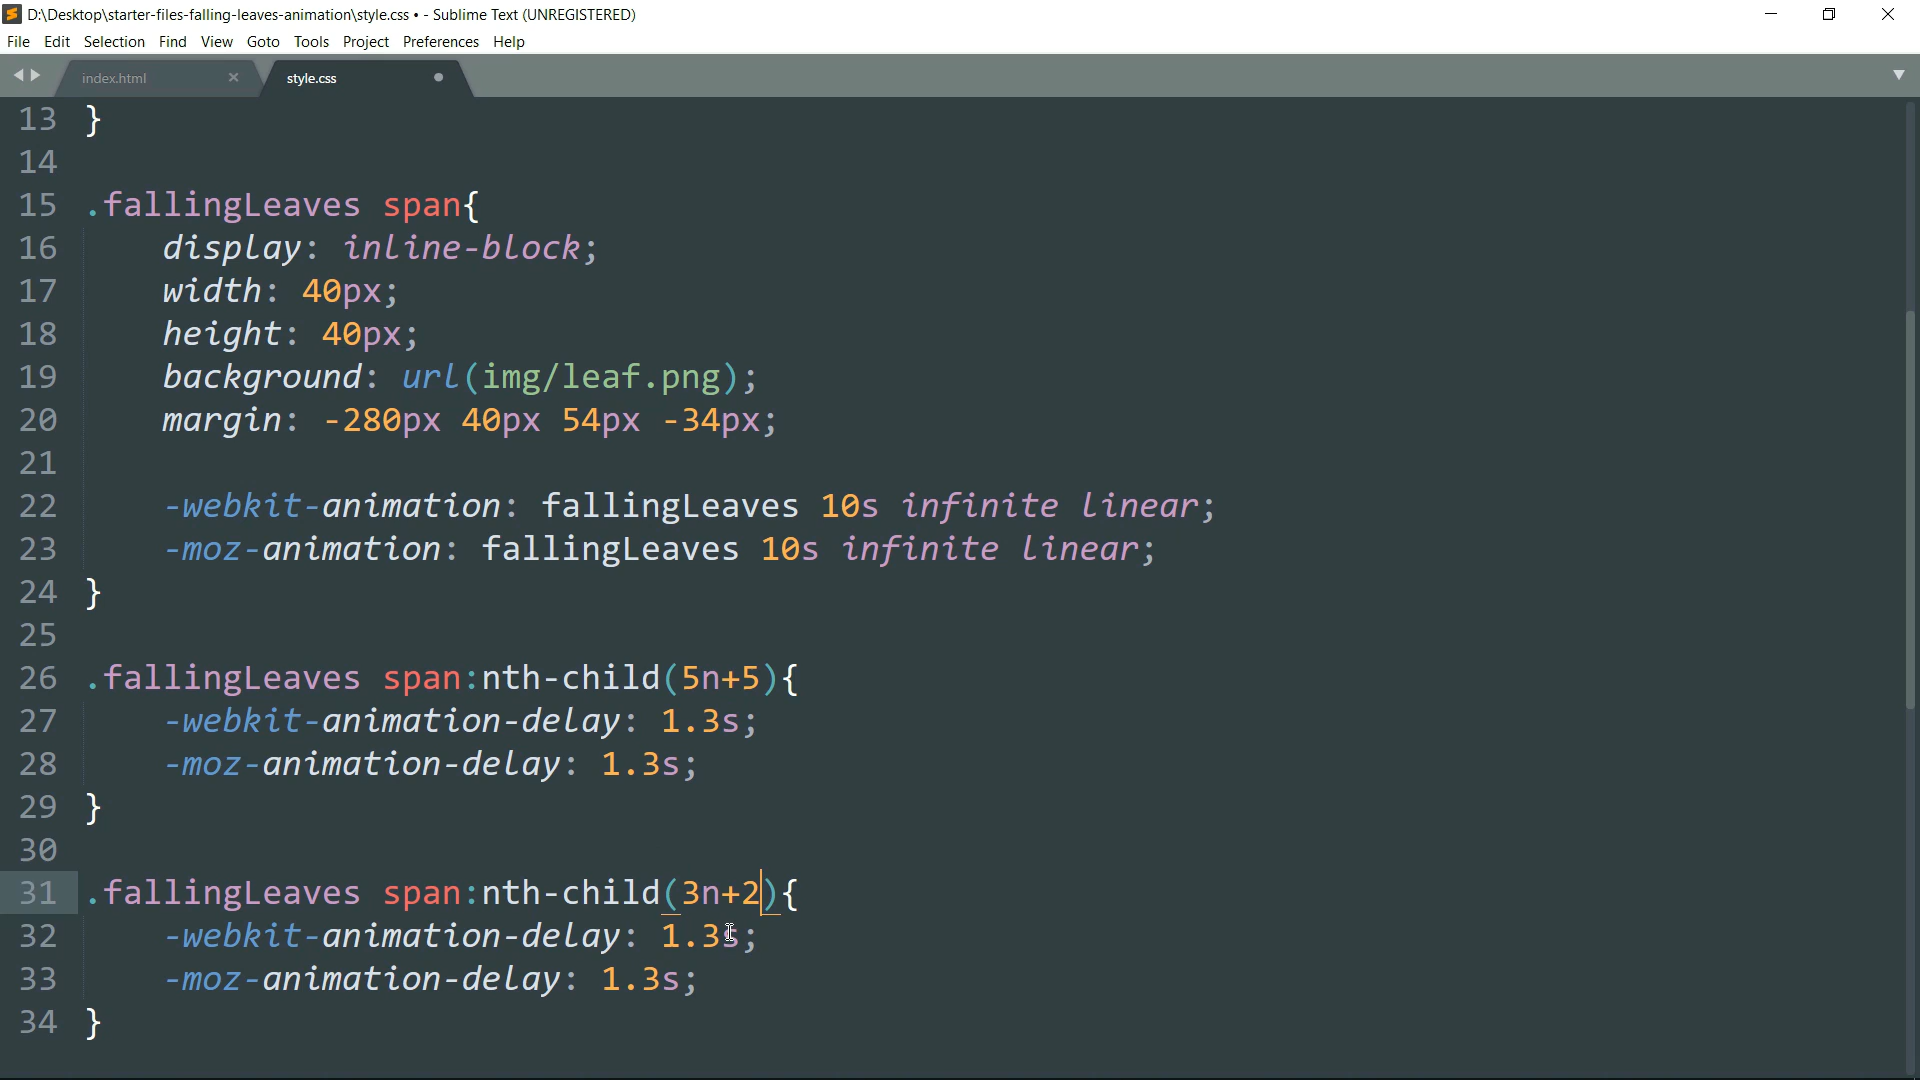 D:\Desktop\starter-files-falling-leaves-animation\style.css • - Sublime Text (UNREGISTERED)
File Edit Selection Find View Goto Tools Project Preferences Help
index.html style.css
13 }
14
15 .fallingLeaves span{
16 display: inline-block;
17 width: 40px;
18 height: 40px;
19 background: url(img/leaf.png);
20 margin: -280px 40px 54px -34px;
21
22 -webkit-animation: fallingLeaves 10s infinite linear;
23 -moz-animation: fallingLeaves 10s infinite linear;
24 }
25
26 .fallingLeaves span:nth-child(5n+5){
27 -webkit-animation-delay: 1.3s;
28 -moz-animation-delay: 1.3s;
29 }
30
31 .fallingLeaves span:nth-child(3n+2){
32 -webkit-animation-delay: 1.3s;
33 -moz-animation-delay: 1.3s;
34 }